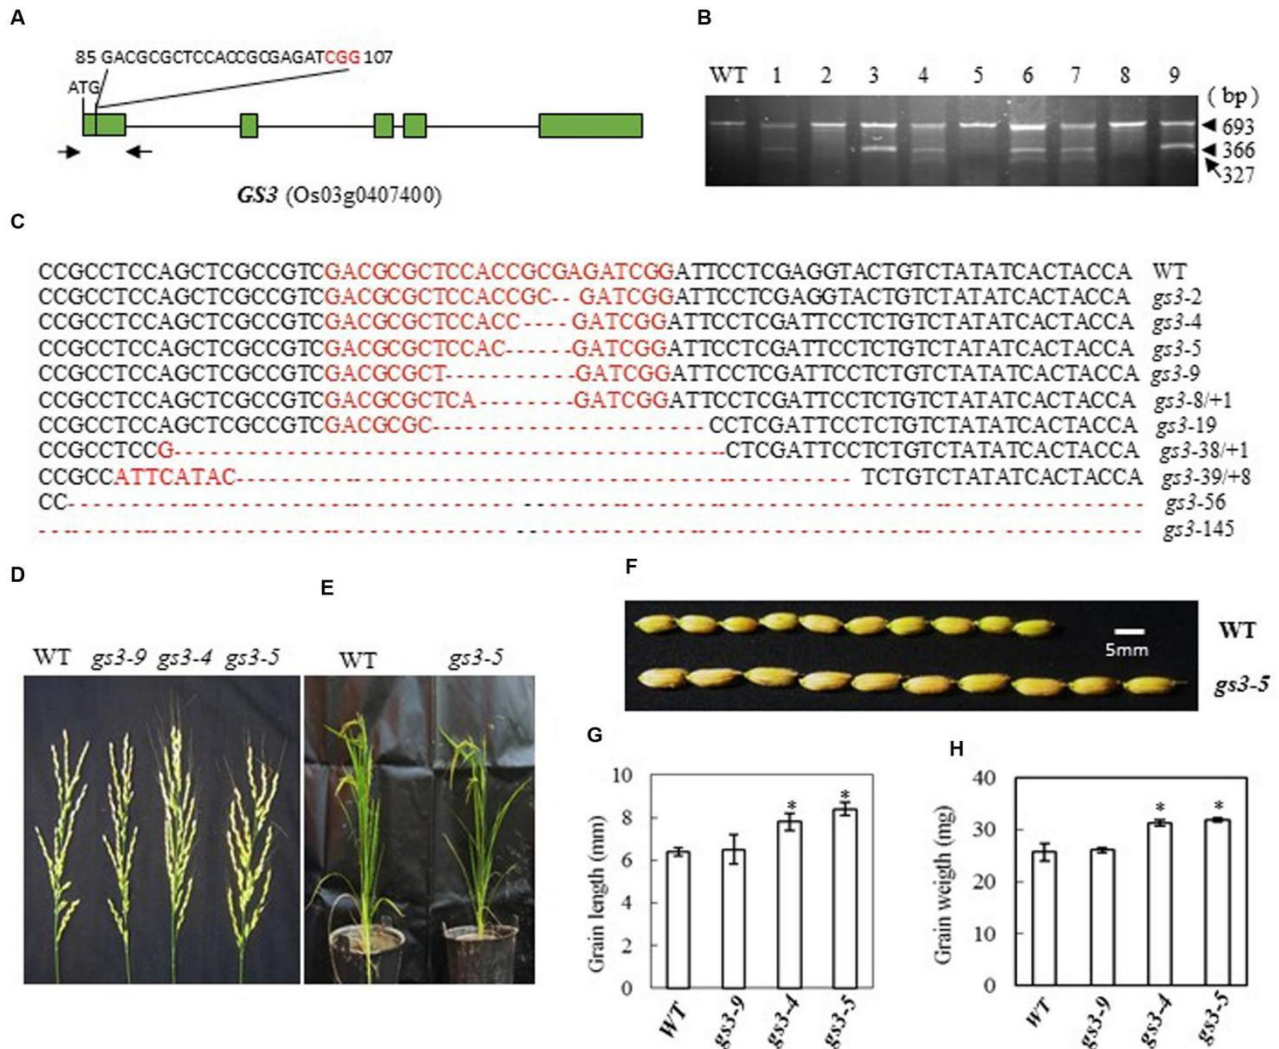 A
85 GACGCGCTCCACCGCGAGATCGG 107
ATG
GS3 (Os03g0407400)
B
WT 1 2 3 4 5 6 7 8 9
(bp)
693
366
327
C
CCGCCTCCAGCTCGCCGTCGACGCGCTCCACCGCGAGATCGGATTCCTCGAGGTACTGTCTATATCACTACCA WT
CCGCCTCCAGCTCGCCGTCGACGCGCTCCACCGC-- GATCGGATTCCTCGAGGTACTGTCTATATCACTACCA gs3-2
CCGCCTCCAGCTCGCCGTCGACGCGCTCCACC----GATCGGATTCCTCGATTCCTCTGTCTATATCACTACCA gs3-4
CCGCCTCCAGCTCGCCGTCGACGCGCTCCAC------GATCGGATTCCTCGATTCCTCTGTCTATATCACTACCA gs3-5
CCGCCTCCAGCTCGCCGTCGACGCGCT-----------GATCGGATTCCTCGATTCCTCTGTCTATATCACTACCA gs3-9
CCGCCTCCAGCTCGCCGTCGACGCGCTCA---------GATCGGATTCCTCGATTCCTCTGTCTATATCACTACCA gs3-8/+1
CCGCCTCCAGCTCGCCGTCGACGCGC---------------------------CCTCGATTCCTCTGTCTATATCACTACCA gs3-19
CCGCCTCCG-------------------------------------------------------CTCGATTCCTCTGTCTATATCACTACCA gs3-38/+1
CCGCCATTCATAC------------------------------------------------------------- TCTGTCTATATCACTACCA gs3-39/+8
CC----------------------------------------------------------------------------------------------- gs3-56
------------------------------------------------------------------------------------------------- gs3-145
D
WT gs3-9 gs3-4 gs3-5
E
WT gs3-5
F
WT
5mm
gs3-5
G
Grain length (mm)
10
8
6
4
2
0
* *
WT gs3-9 gs3-4 gs3-5
H
Grain weigth (mg)
40
30
20
10
0
* *
WT gs3-9 gs3-4 gs3-5